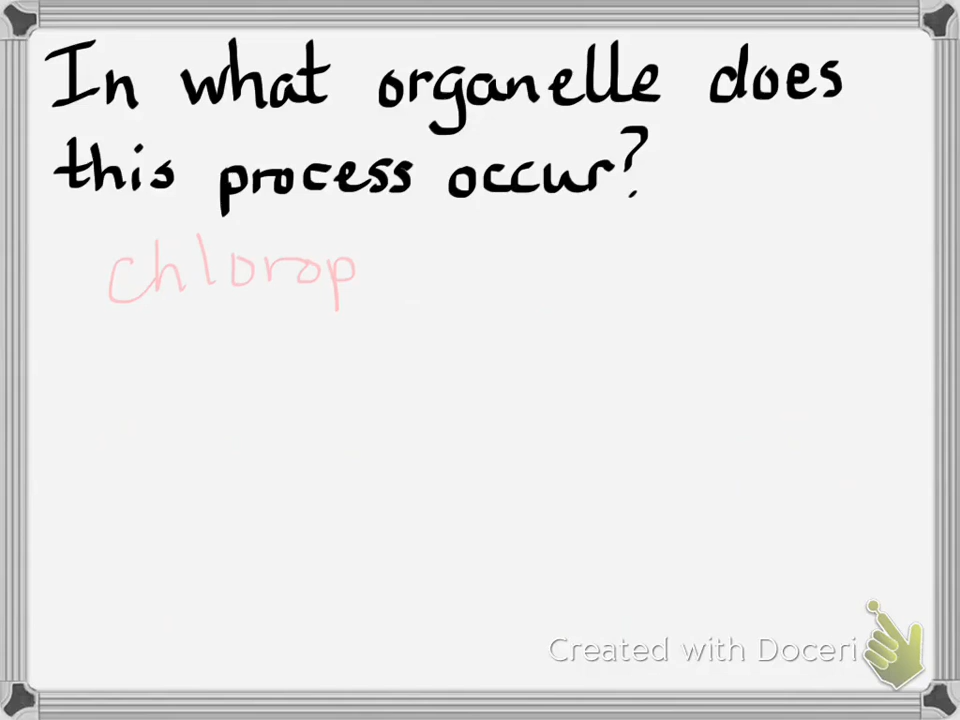 In what organelle does
this process occur?
chlorop
Created with Doceri